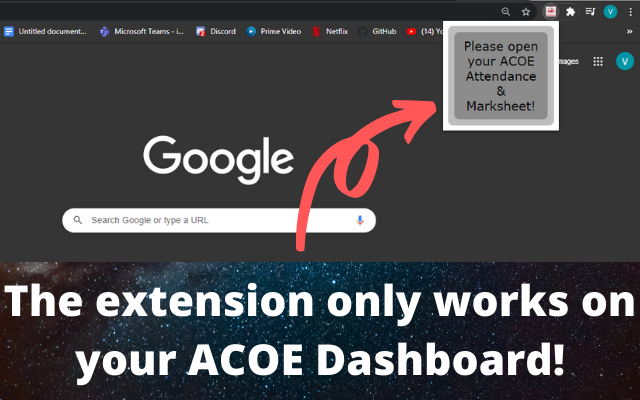 Untitled document...
Microsoft Teams - i...
Discord
Prime Video
Netflix
GitHub
(14) Yo
»
V
Please open
your ACOE
Attendance
&
Marksheet!
mages
V
Google
Search Google or type a URL
The extension only works on
your ACOE Dashboard!